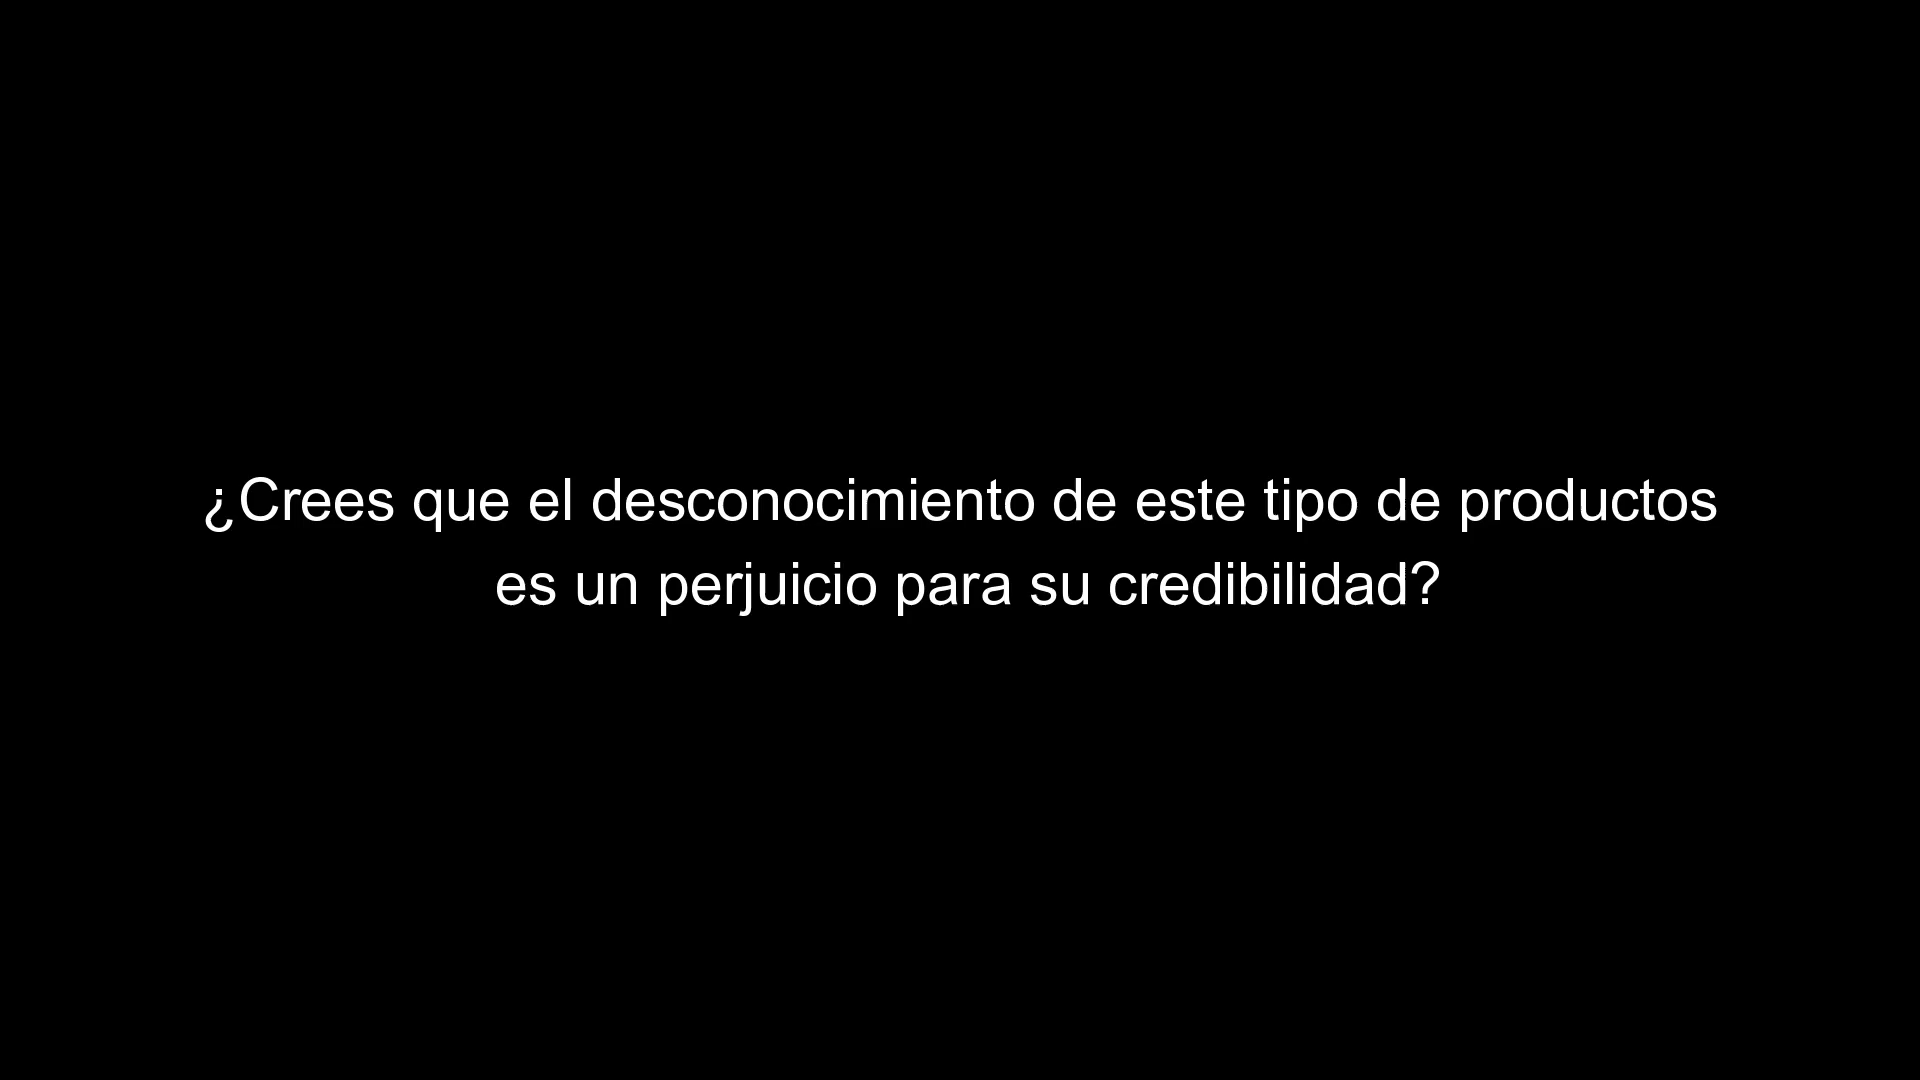 ¿Crees que el desconocimiento de este tipo de productos
es un perjuicio para su credibilidad?